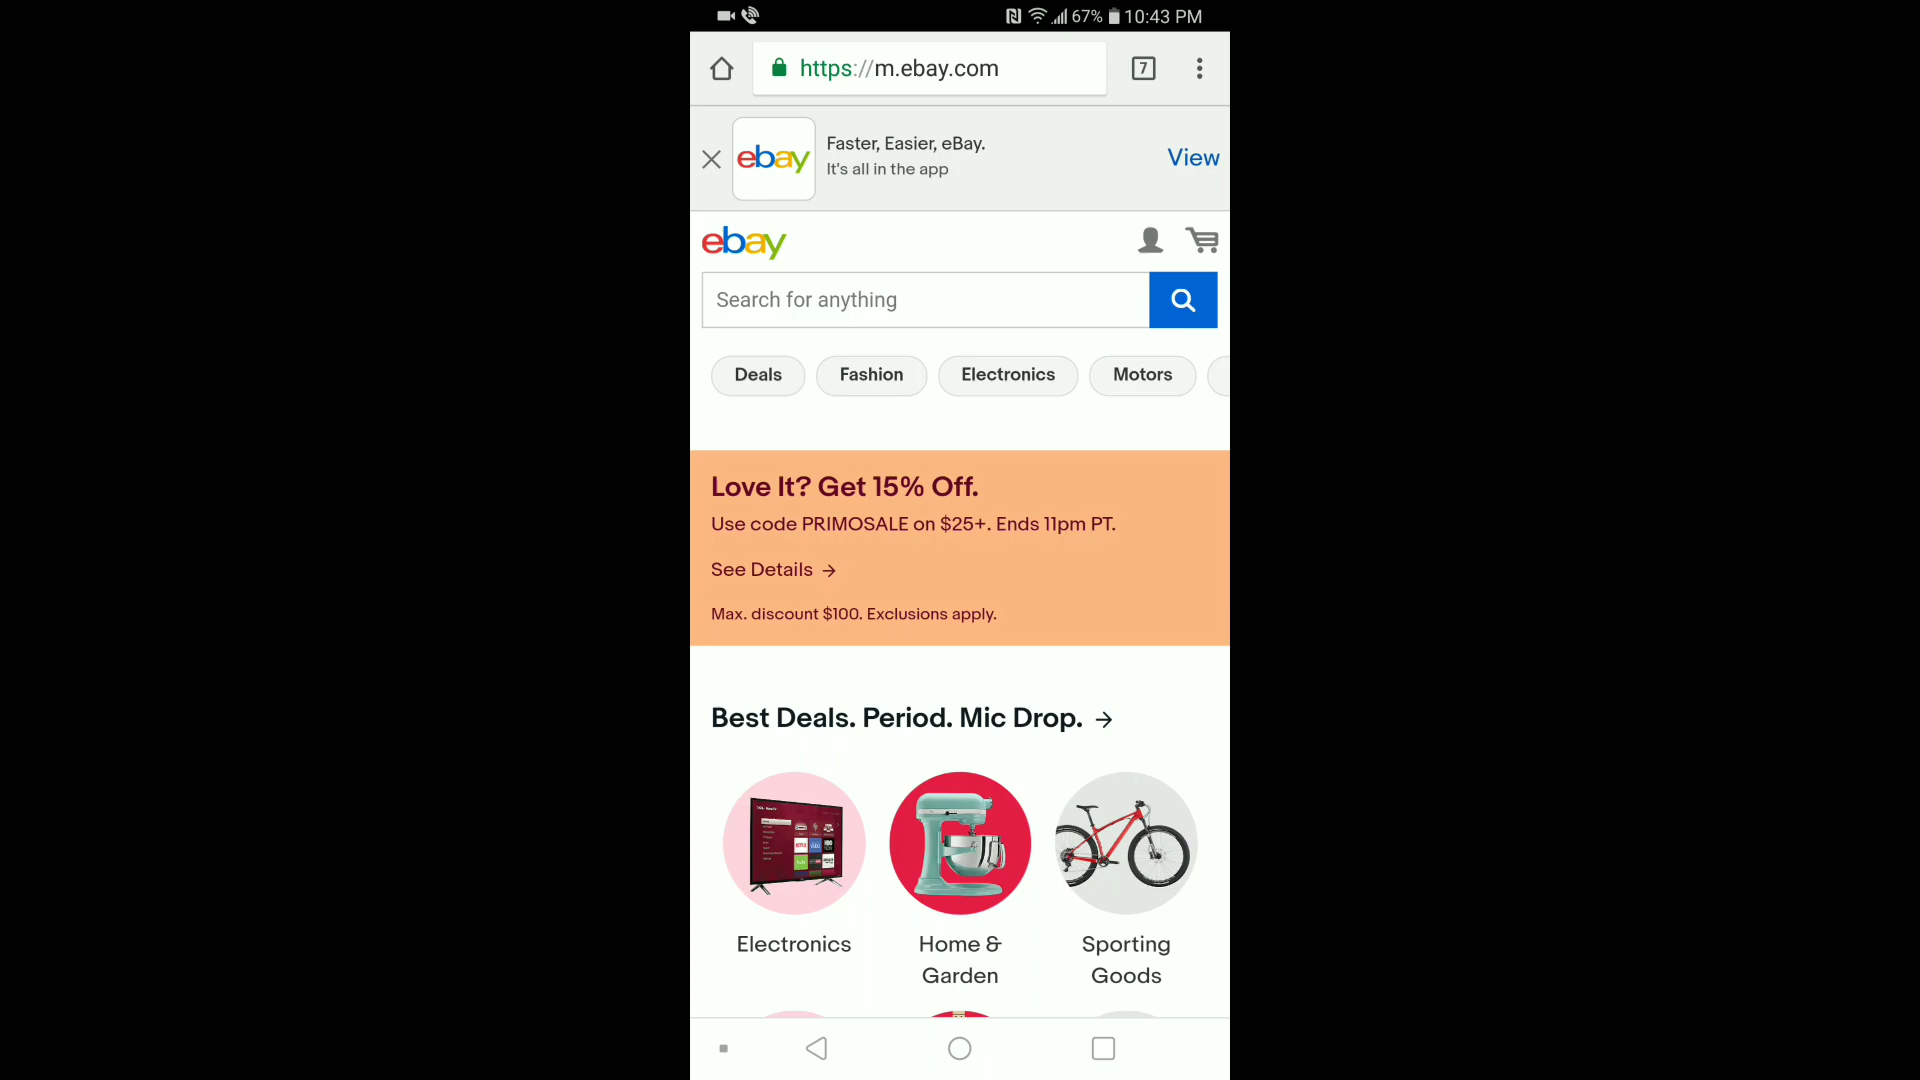 67% 10:43 PM
https://m.ebay.com
7
ebay
Faster, Easier, eBay.
It's all in the app
View
ebay
Search for anything
Deals
Fashion
Electronics
Motors
Love It? Get 15% Off.
Use code PRIMOSALE on $25+. Ends 11pm PT.
See Details →
Max. discount $100. Exclusions apply.
Best Deals. Period. Mic Drop. →
Electronics
Home &
Garden
Sporting
Goods